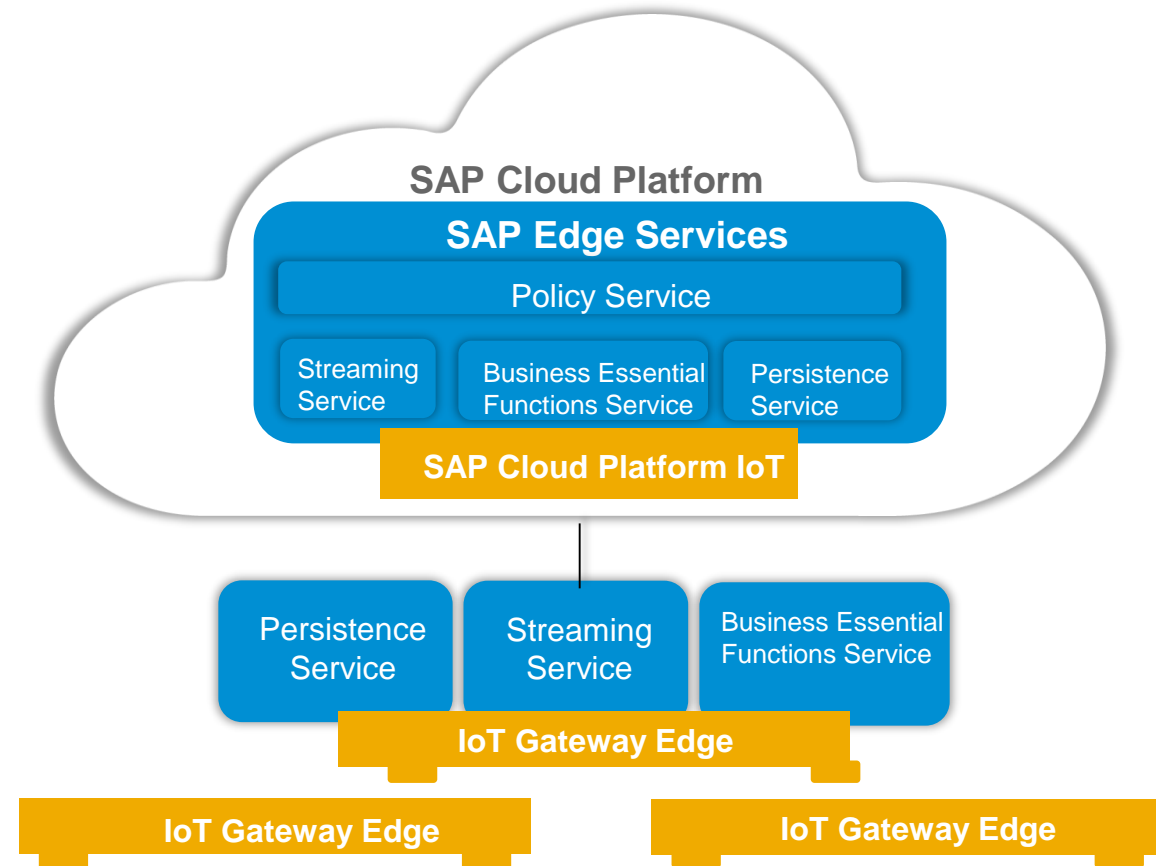 SAP Cloud Platform
SAP Edge Services
Policy Service
Streaming
Service
Business Essential
Functions Service
Persistence
Service
SAP Cloud Platform IoT
Persistence
Service
Streaming
Service
Business Essential
Functions Service
IoT Gateway Edge
IoT Gateway Edge
IoT Gateway Edge